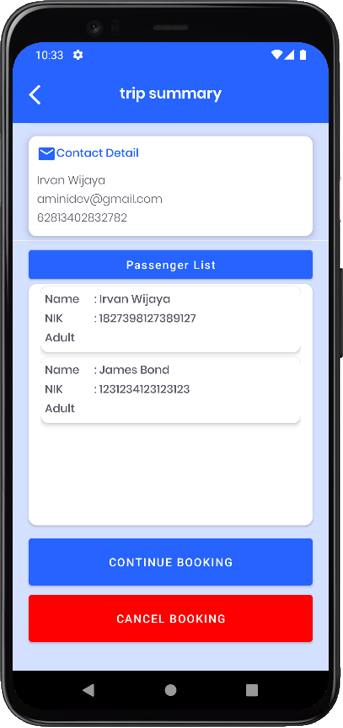 10:33
trip summary
Contact Detail
Irvan Wijaya
aminidev@gmail.com
62813402832782
Passenger List
Name : Irvan Wijaya
NIK : 1827398127389127
Adult
Name : James Bond
NIK : 1231234123123123
Adult
CONTINUE BOOKING
CANCEL BOOKING